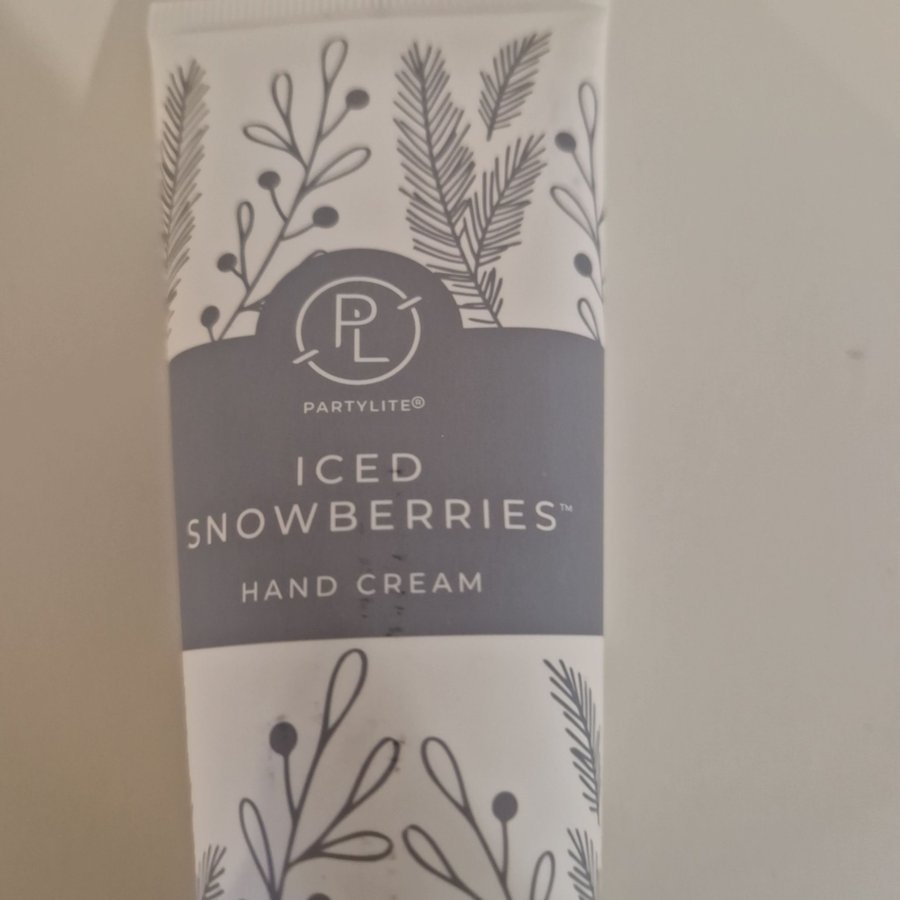 PL
PARTYLITE®
ICED
SNOWBERRIES™
HAND CREAM